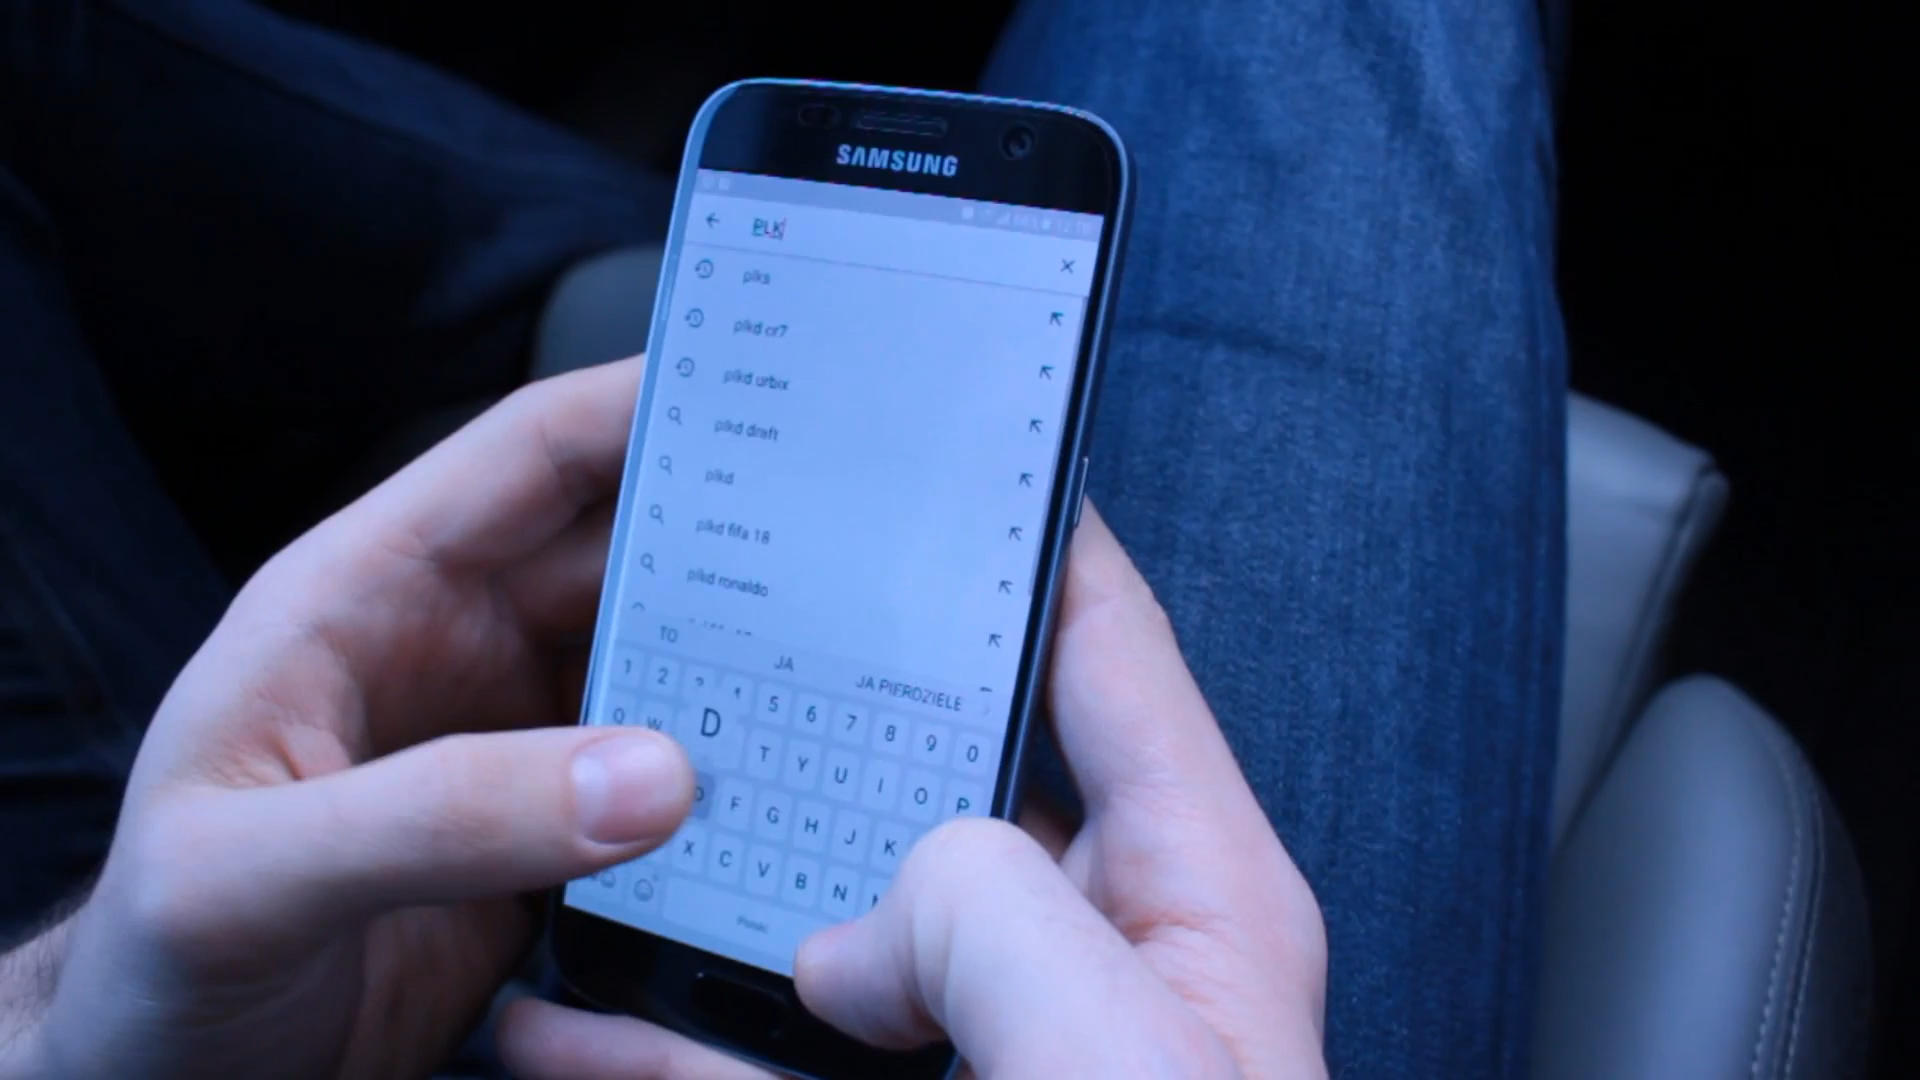 SAMSUNG
PLK
plks
plkd cr7
plkd urbix
plkd draft
plkd
plkd fifa 18
plkd ronaldo
TO JA JA PIERDZIELE
1 2 5 6 7 8 9 0
Q W T Y U I O P
D
D F G H J K
X C V B N
Polski